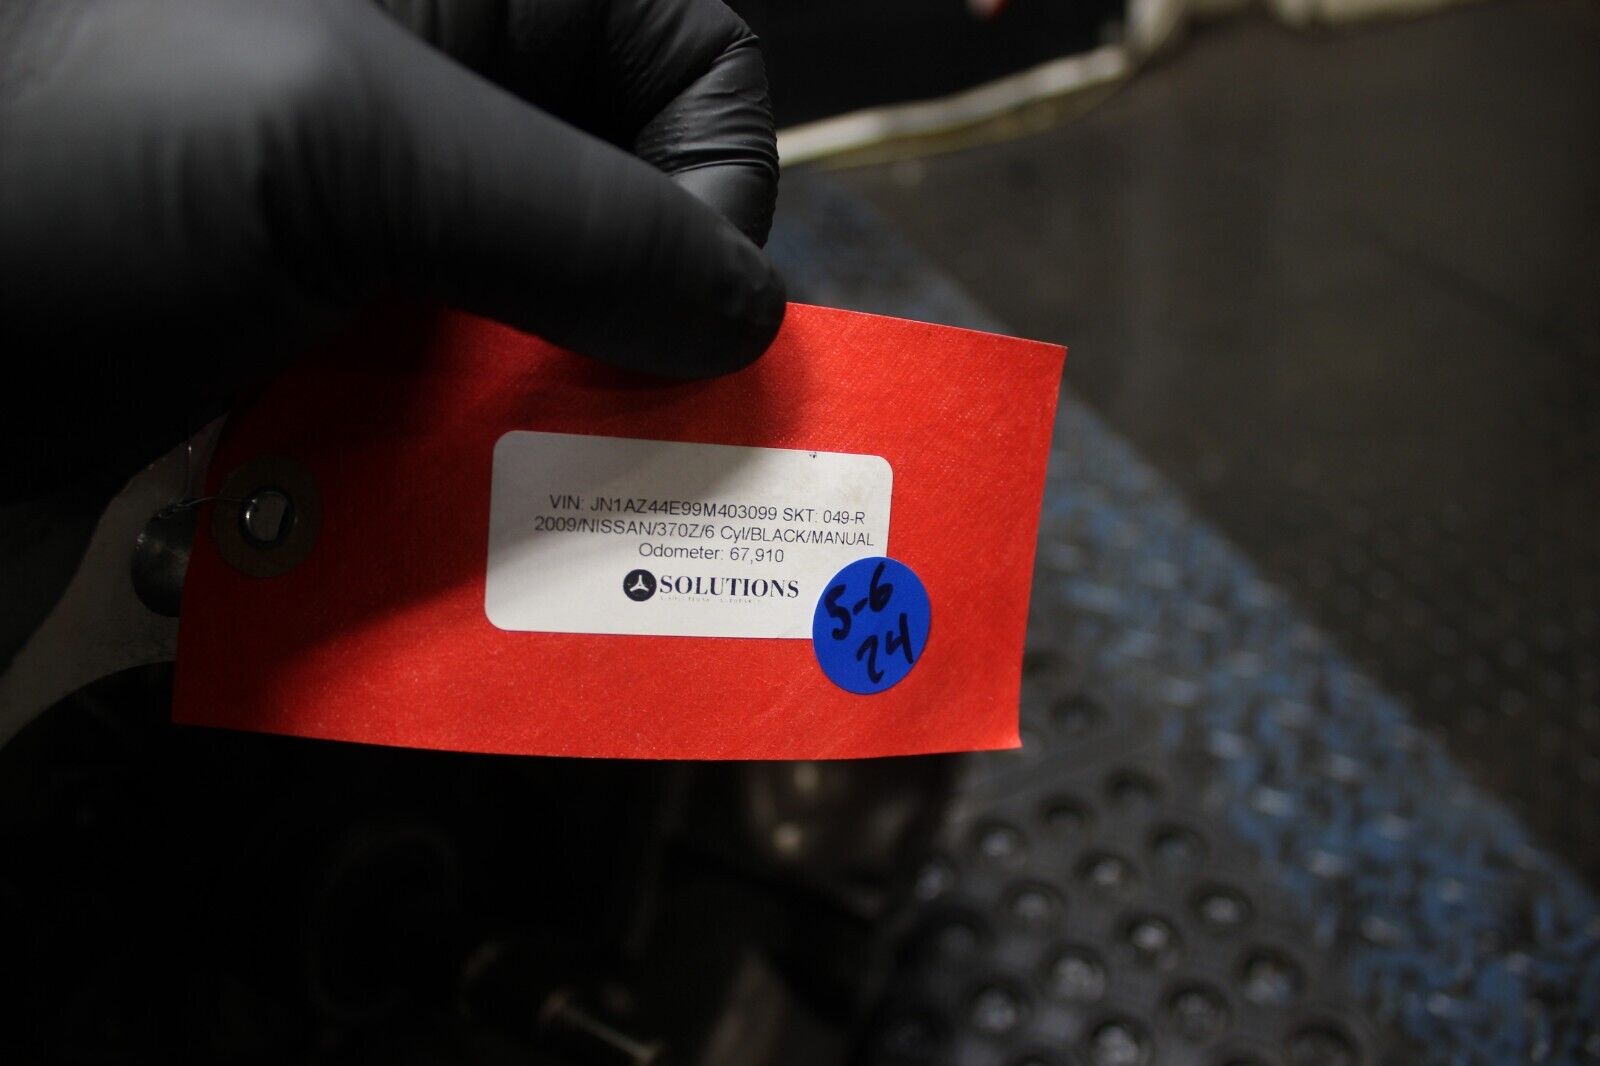 VIN: JN1AZ44E99M403099 SKT: 049-R
2009/NISSAN/370Z/6 Cyl/BLACK/MANUAL
Odometer: 67,910
SOLUTIONS
5-6
24